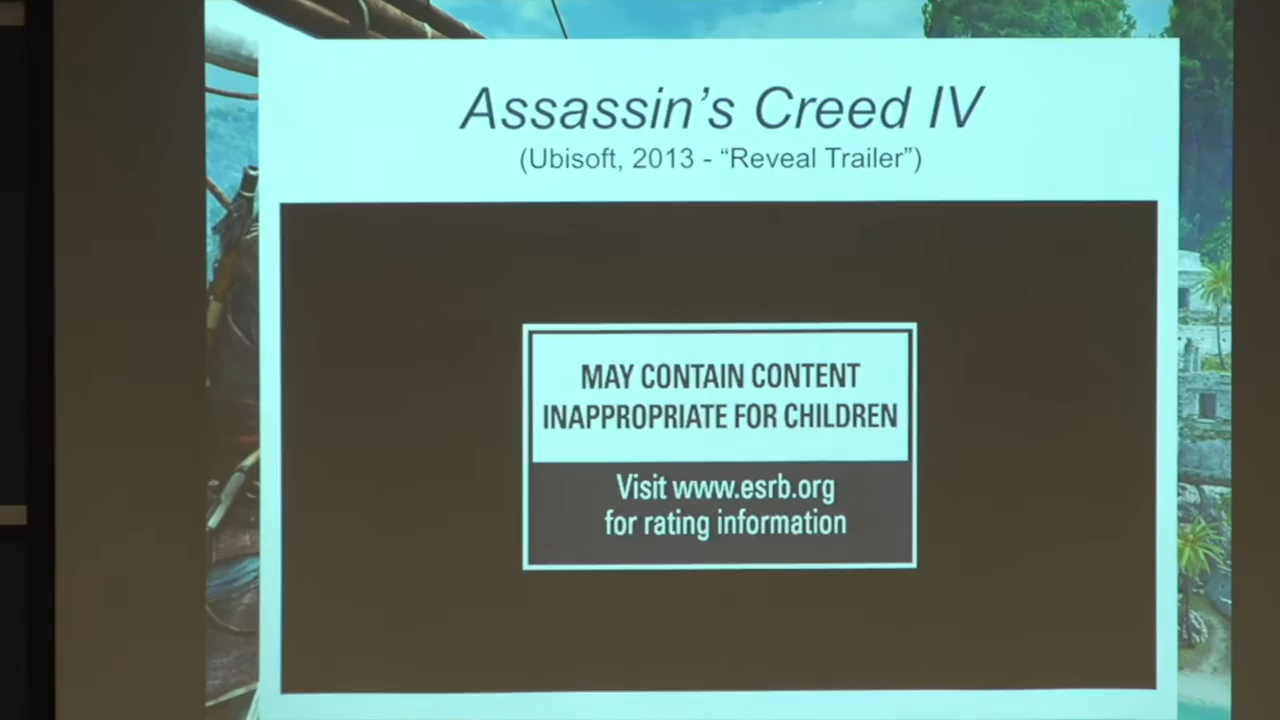 Assassin's Creed IV
(Ubisoft, 2013 - “Reveal Trailer”)
MAY CONTAIN CONTENT
INAPPROPRIATE FOR CHILDREN
Visit www.esrb.org
for rating information